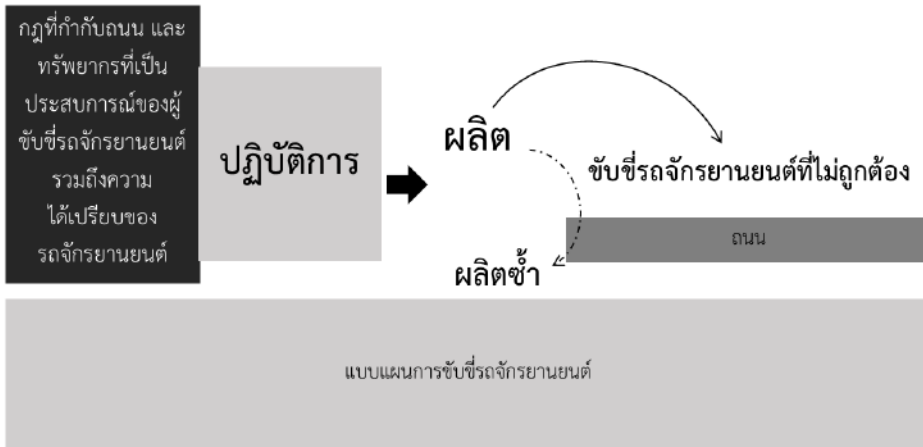 กฎที่กำกับถนน และ
ทรัพยากรที่เป็น
ประสบการณ์ของผู้
ขับขี่รถจักรยานยนต์
รวมถึงความ
ได้เปรียบของ
รถจักรยานยนต์
ปฏิบัติการ
ผลิต
ขับขี่รถจักรยานยนต์ที่ไม่ถูกต้อง
ถนน
ผลิตซ้ำ
แบบแผนการขับขี่รถจักรยานยนต์